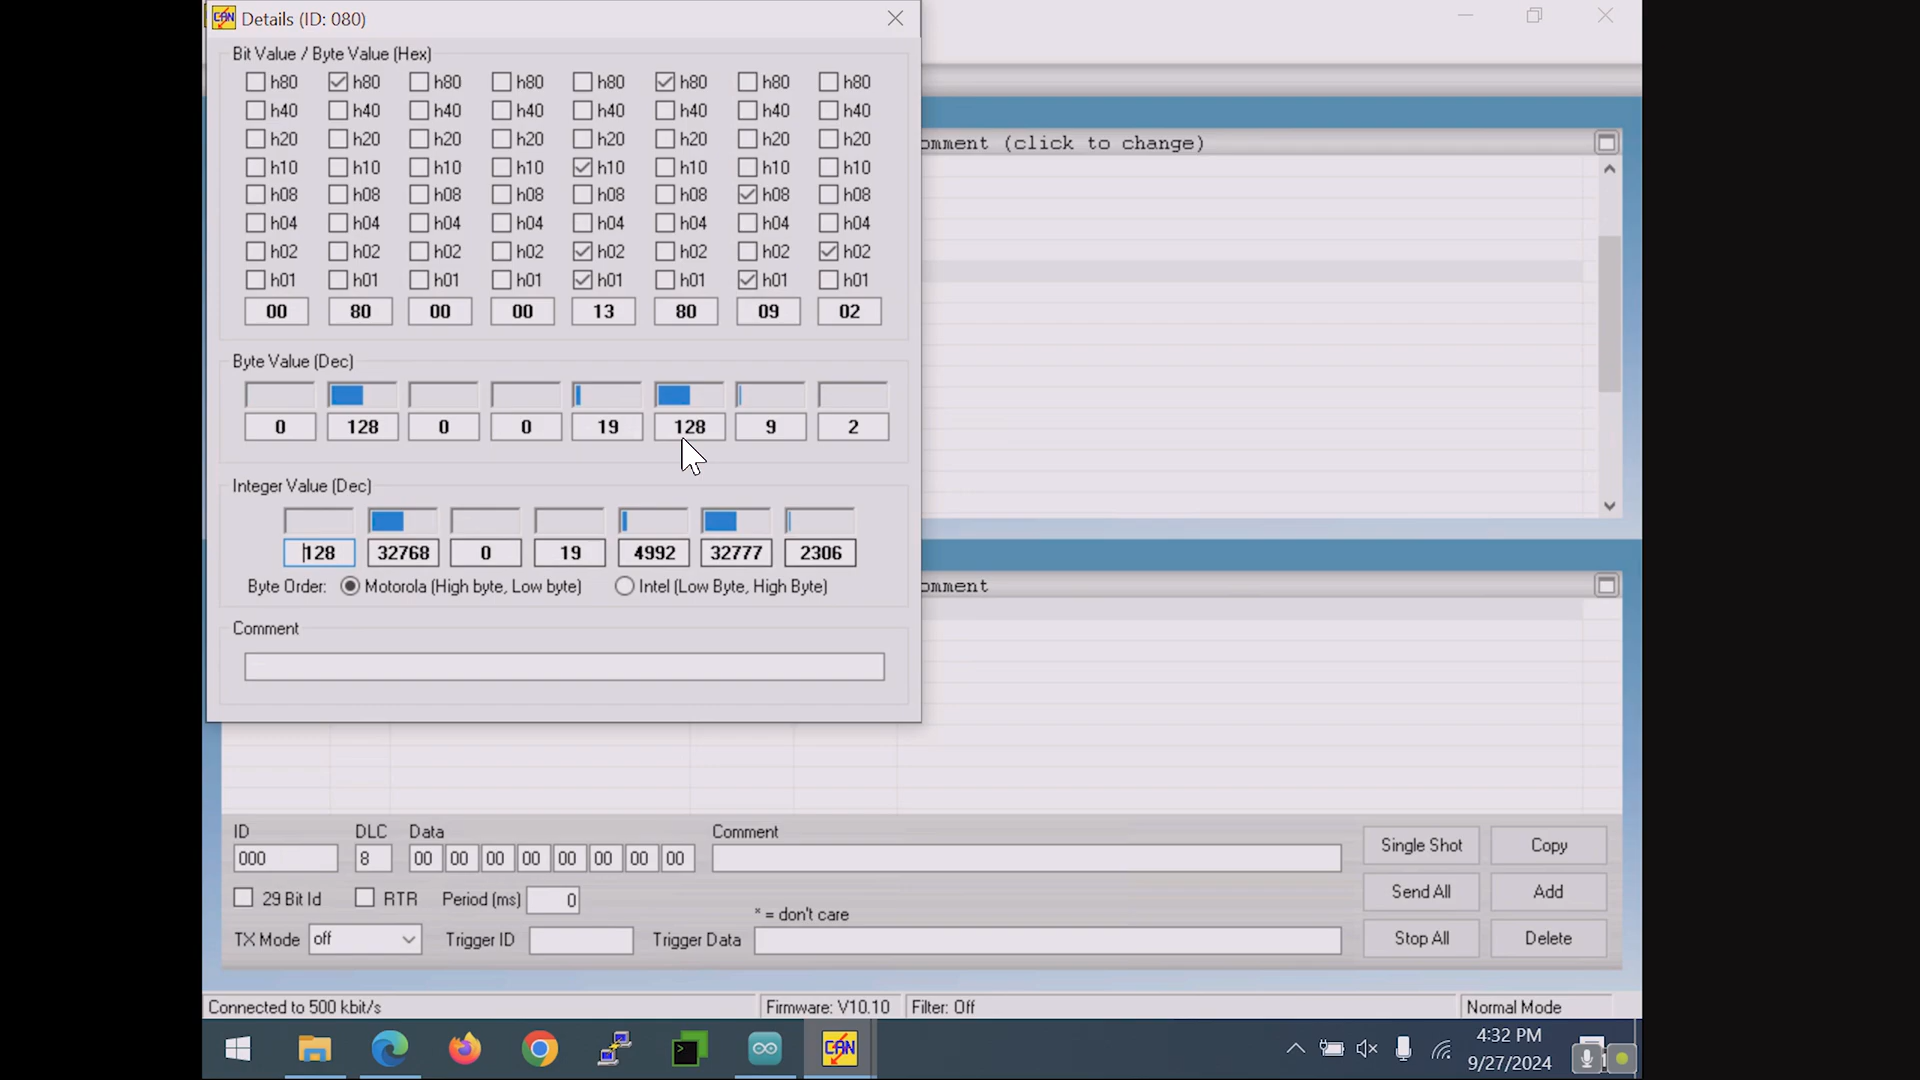 CAN Details (ID: 080)
Bit Value / Byte Value (Hex)
h80 h80 h80 h80 h80 h80 h80 h80
h40 h40 h40 h40 h40 h40 h40 h40
h20 h20 h20 h20 h20 h20 h20 h20
h10 h10 h10 h10 h10 h10 h10 h10
h08 h08 h08 h08 h08 h08 h08 h08
h04 h04 h04 h04 h04 h04 h04 h04
h02 h02 h02 h02 h02 h02 h02 h02
h01 h01 h01 h01 h01 h01 h01 h01
00 80 00 00 13 80 09 02
Byte Value (Dec)
0 128 0 0 19 128 9 2
Integer Value (Dec)
128 32768 0 19 4992 32777 2306
Byte Order: Motorola (High byte, Low byte) Intel (Low Byte, High Byte)
Comment
omment (click to change)
omment
ID DLC Data Comment
000 8 00 00 00 00 00 00 00 00
29 Bit Id RTR Period (ms) 0
* = don't care
TX Mode off Trigger ID Trigger Data
Single Shot Copy
Send All Add
Stop All Delete
Connected to 500 kbit/s Firmware: V10.10 Filter: Off Normal Mode
CAN
4:32 PM
9/27/2024